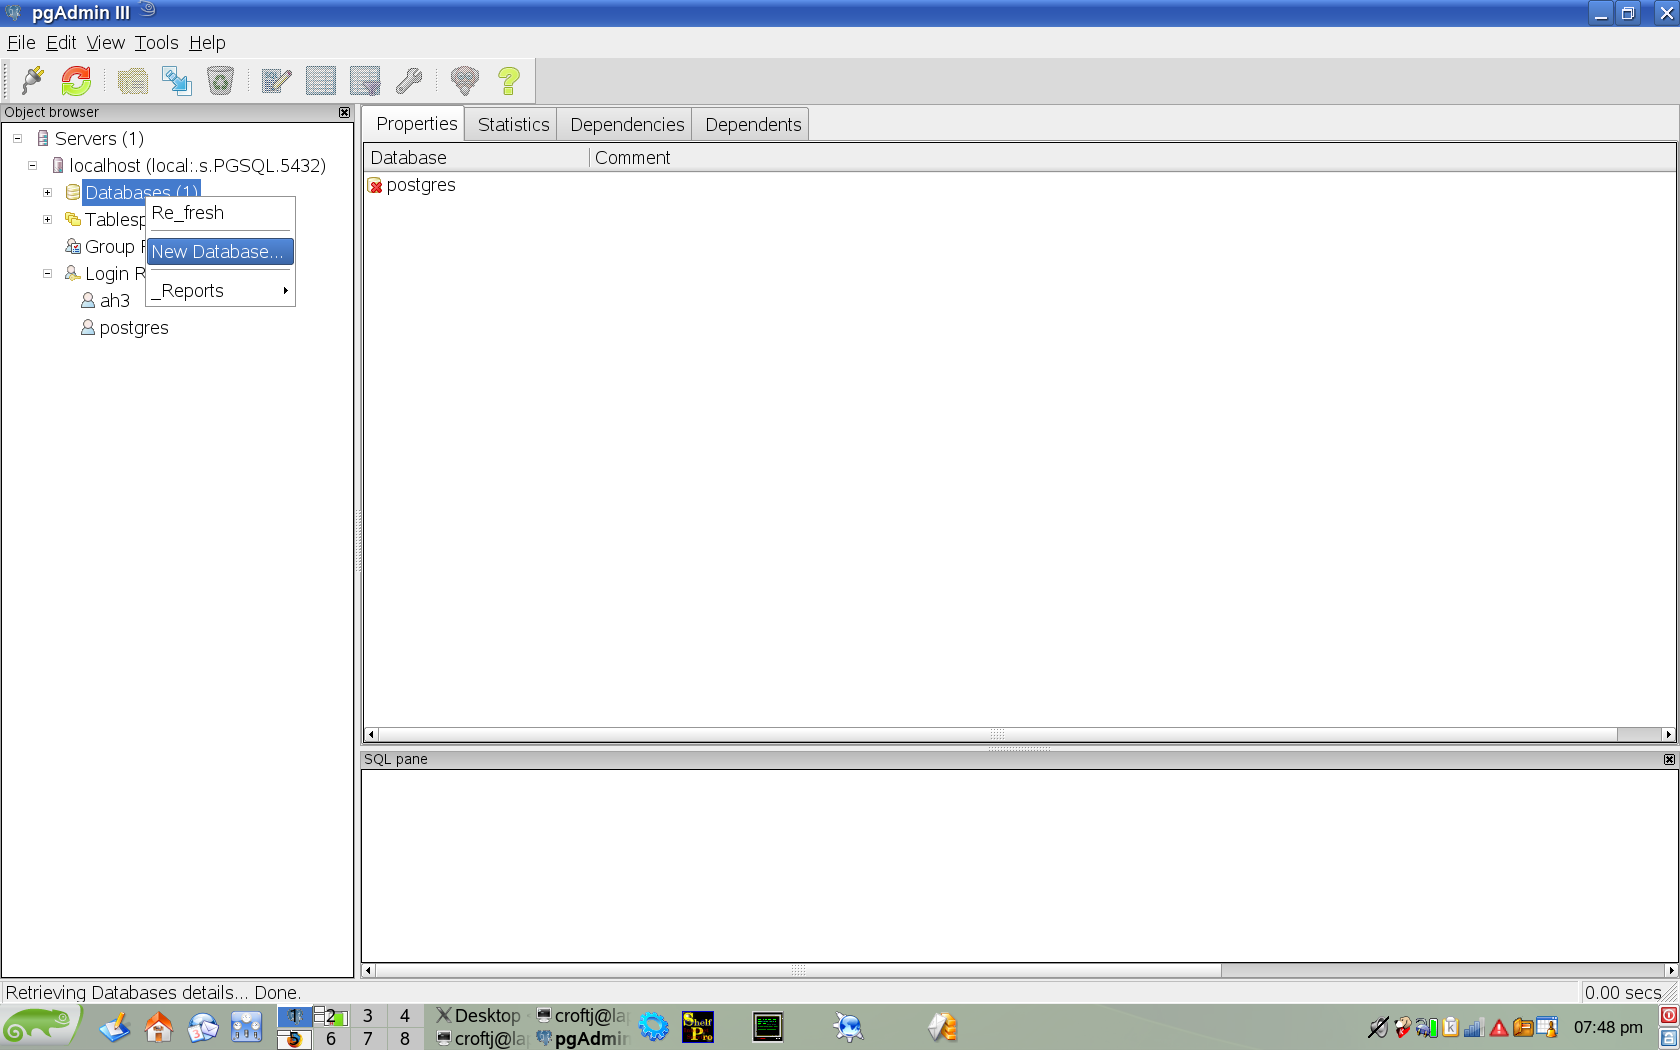 pgAdmin III
File Edit View Tools Help
Object browser
Servers (1)
localhost (local:.s.PGSQL.5432)
Databases (1)
Tablesp
Group R
Login R
ah3
postgres
Re_fresh
New Database...
_Reports
Properties Statistics Dependencies Dependents
Database Comment
postgres
SQL pane
Retrieving Databases details... Done.
0.00 secs
1 2 3 4
5 6 7 8
Desktop
croftj@la
croftj@la
pgAdmin
Shelf
Pro
07:48 pm